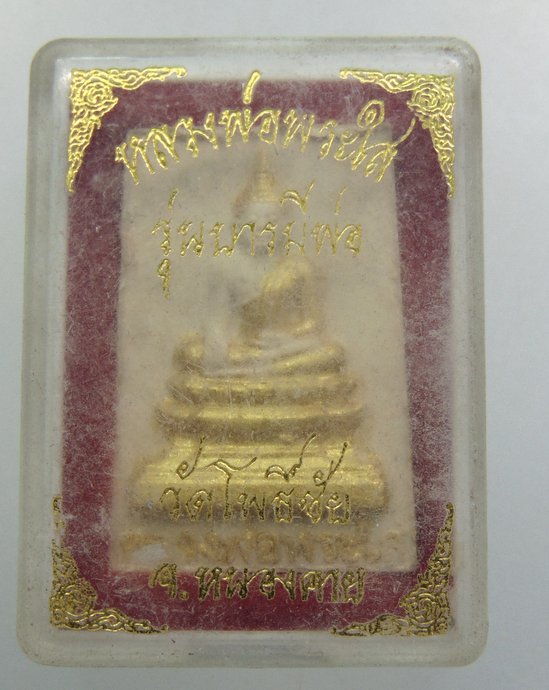 หลวงพ่อพระใส
รุ่นบารมีพ่อ
วัดโพธิ์ชัย
จ.หนองคาย